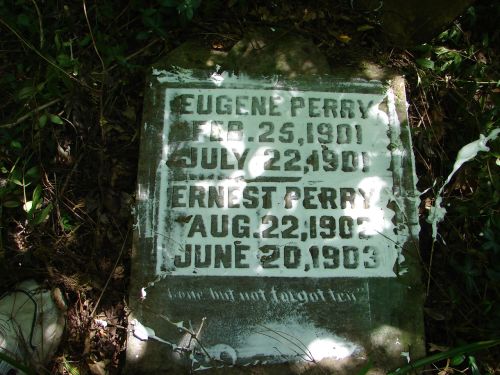 EUGENE PERRY
FEB. 25, 1901
JULY 22, 1901
ERNEST PERRY
AUG. 22, 1902
JUNE 20, 1903
"Gone but not forgotten"